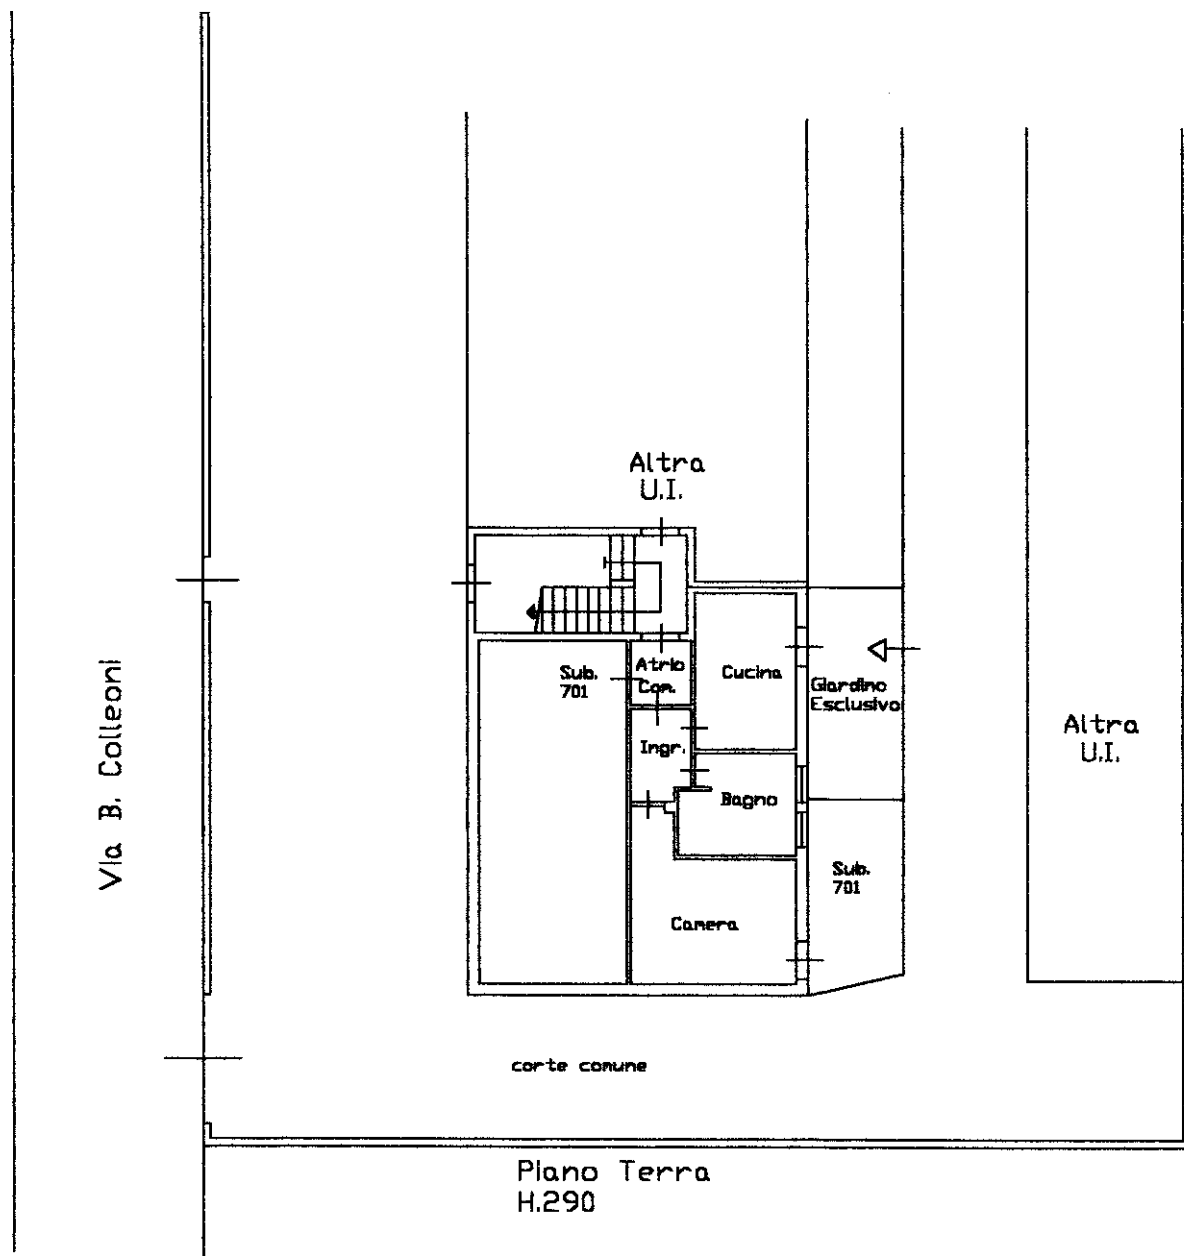 Altra
U.I.
Sub.
701
Atrio
Com.
Cucina
Giardino
Esclusivo
Ingr.
Altra
U.I.
Via B. Colleoni
Bagno
Sub.
701
Camera
corte comune
Piano Terra
H.290